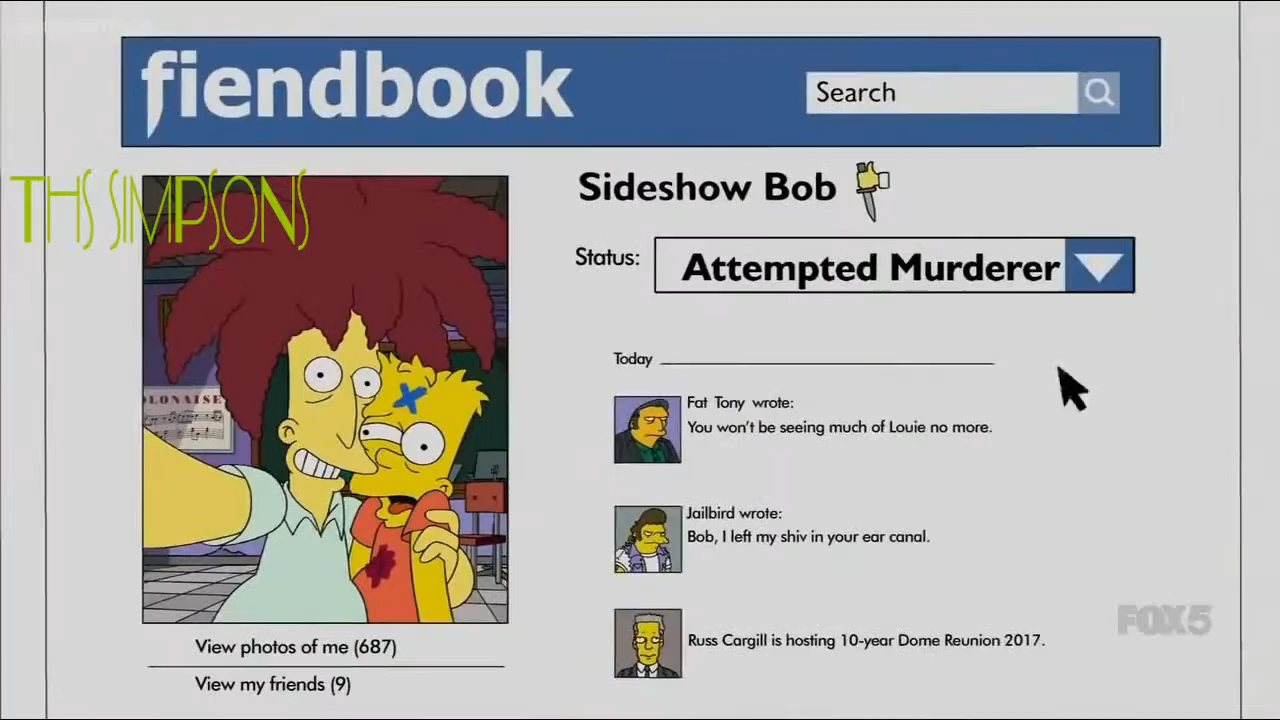 fiendbook
Search
THS SIMPSONS
Sideshow Bob
Status:
Attempted Murderer
Today
Fat Tony wrote:
You won't be seeing much of Louie no more.
Jailbird wrote:
Bob, I left my shiv in your ear canal.
Russ Cargill is hosting 10-year Dome Reunion 2017.
OLONAISE
View photos of me (687)
View my friends (9)
FOX5